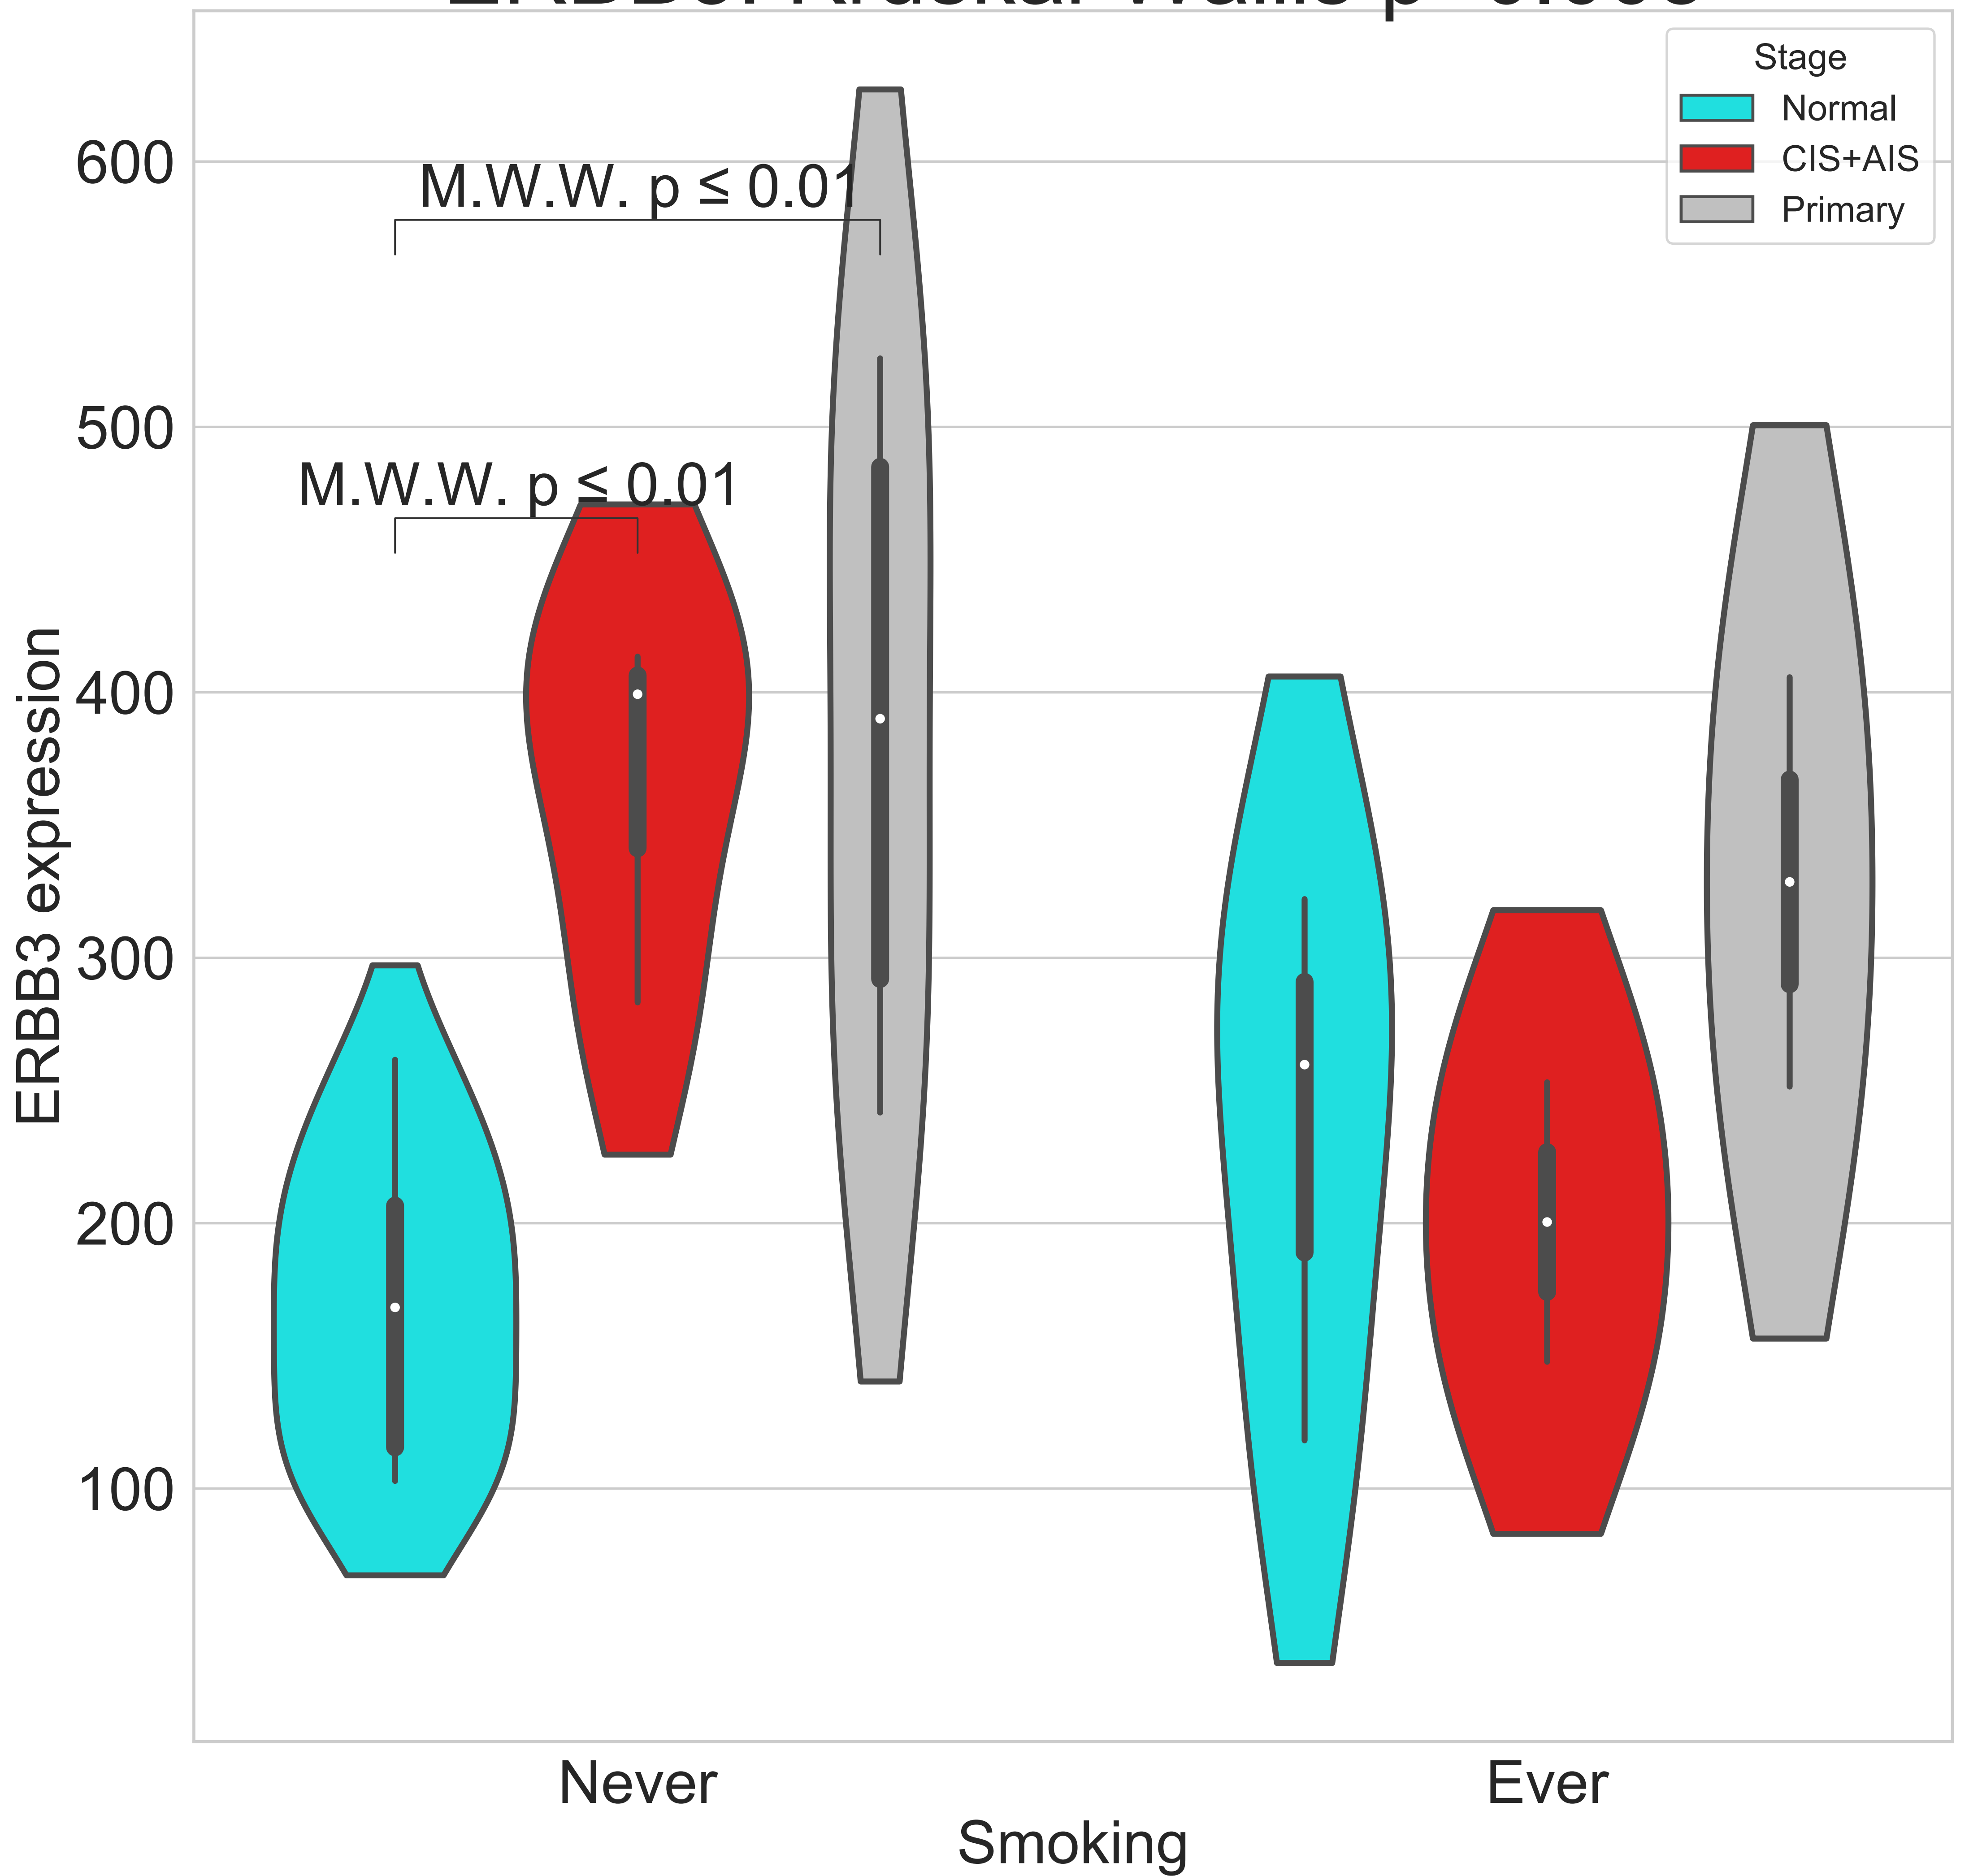 Stage
Normal
CIS+AIS
Primary
600
500
400
300
200
100
M.W.W. p ≤ 0.01
M.W.W. p ≤ 0.01
ERBB3 expression
Never
Ever
Smoking